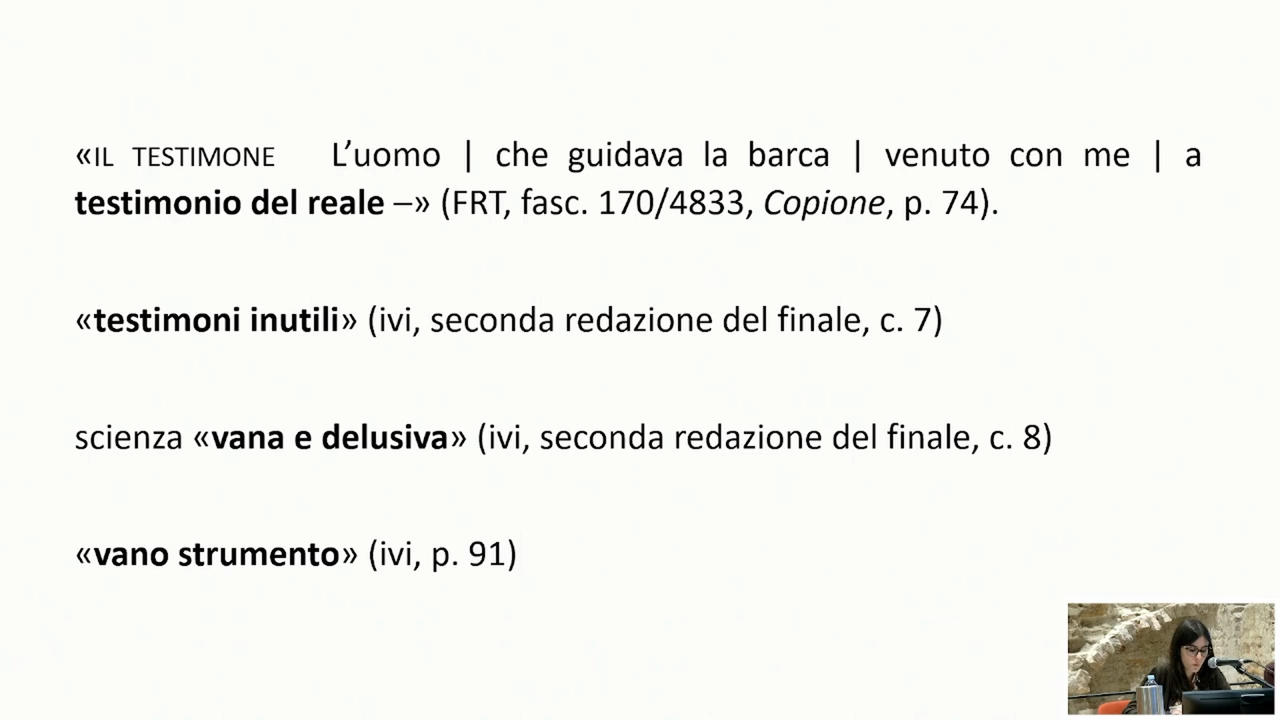 «IL TESTIMONE L’uomo | che guidava la barca | venuto con me | a
testimonio del reale –» (FRT, fasc. 170/4833, Copione, p. 74).
«testimoni inutili» (ivi, seconda redazione del finale, c. 7)
scienza «vana e delusiva» (ivi, seconda redazione del finale, c. 8)
«vano strumento» (ivi, p. 91)